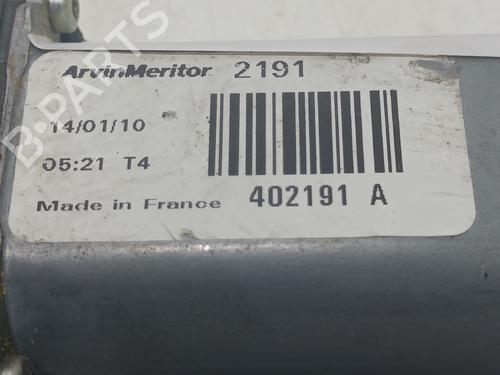 ArvinMeritor 2191
14/01/10
05:21 T4
Made in France 402191 A
B-PARTS